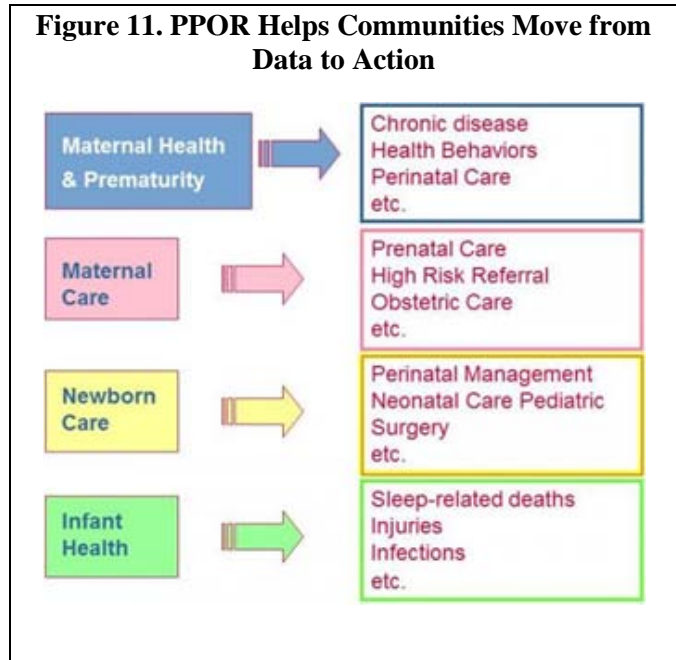 Figure 11. PPOR Helps Communities Move from
Data to Action
Maternal Health
& Prematurity
Chronic disease
Health Behaviors
Perinatal Care
etc.
Maternal
Care
Prenatal Care
High Risk Referral
Obstetric Care
etc.
Newborn
Care
Perinatal Management
Neonatal Care Pediatric
Surgery
etc.
Infant
Health
Sleep-related deaths
Injuries
Infections
etc.